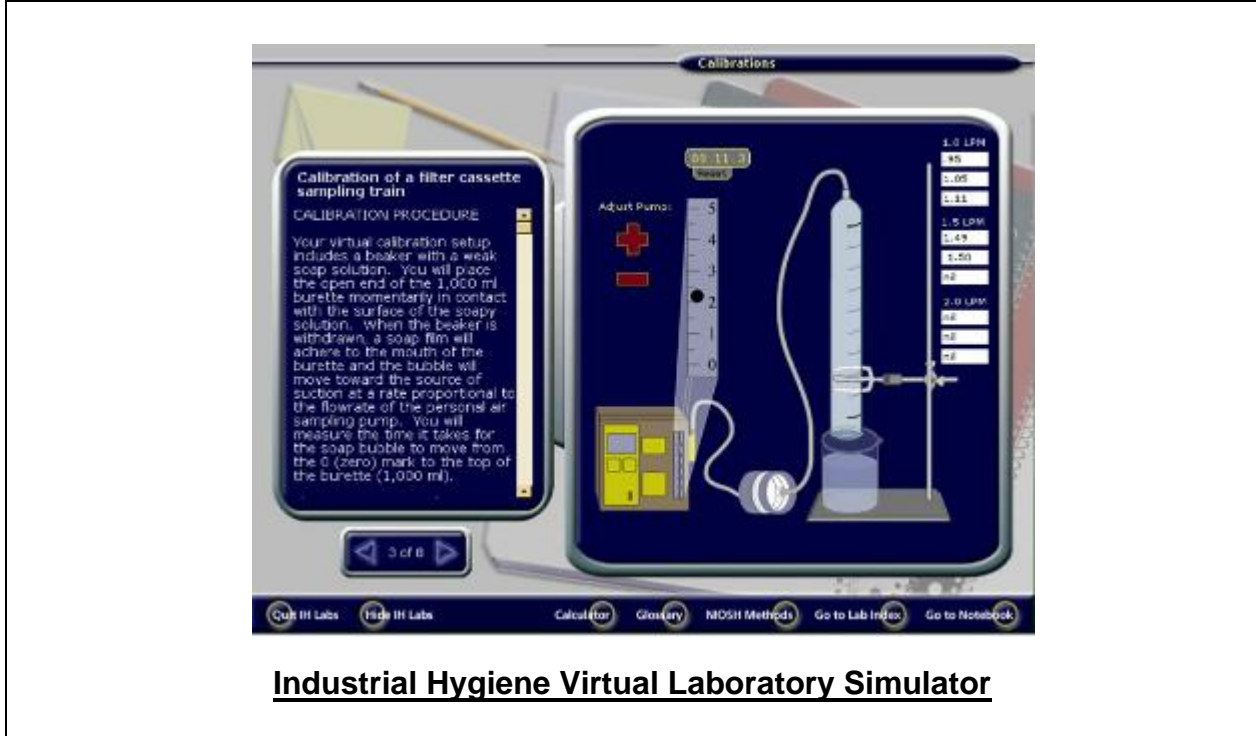 Calibrations
Calibration of a filter cassette
sampling train
CALIBRATION PROCEDURE
Your virtual calibration setup
includes a beaker with a weak
soap solution. You will place
the open end of the 1,000 ml
burette momentarily in contact
with the surface of the soapy
solution. When the beaker is
withdrawn, a soap film will
adhere to the mouth of the
burette and the bubble will
move toward the source of
suction at a rate proportional to
the flowrate of the personal air
sampling pump. You will
measure the time it takes for
the soap bubble to move from
the 0 (zero) mark to the top of
the burette (1,000 ml).
3 of 8
Reset
Adjust Pump:
5
4
3
2
1
0
1.0 LPM
.95
1.05
1.11
1.5 LPM
1.49
1.50
2.0 LPM
Quit IH Labs
Hide IH Labs
Calculator
Glossary
NIOSH Methods
Go to Lab Index
Go to Notebook
Industrial Hygiene Virtual Laboratory Simulator